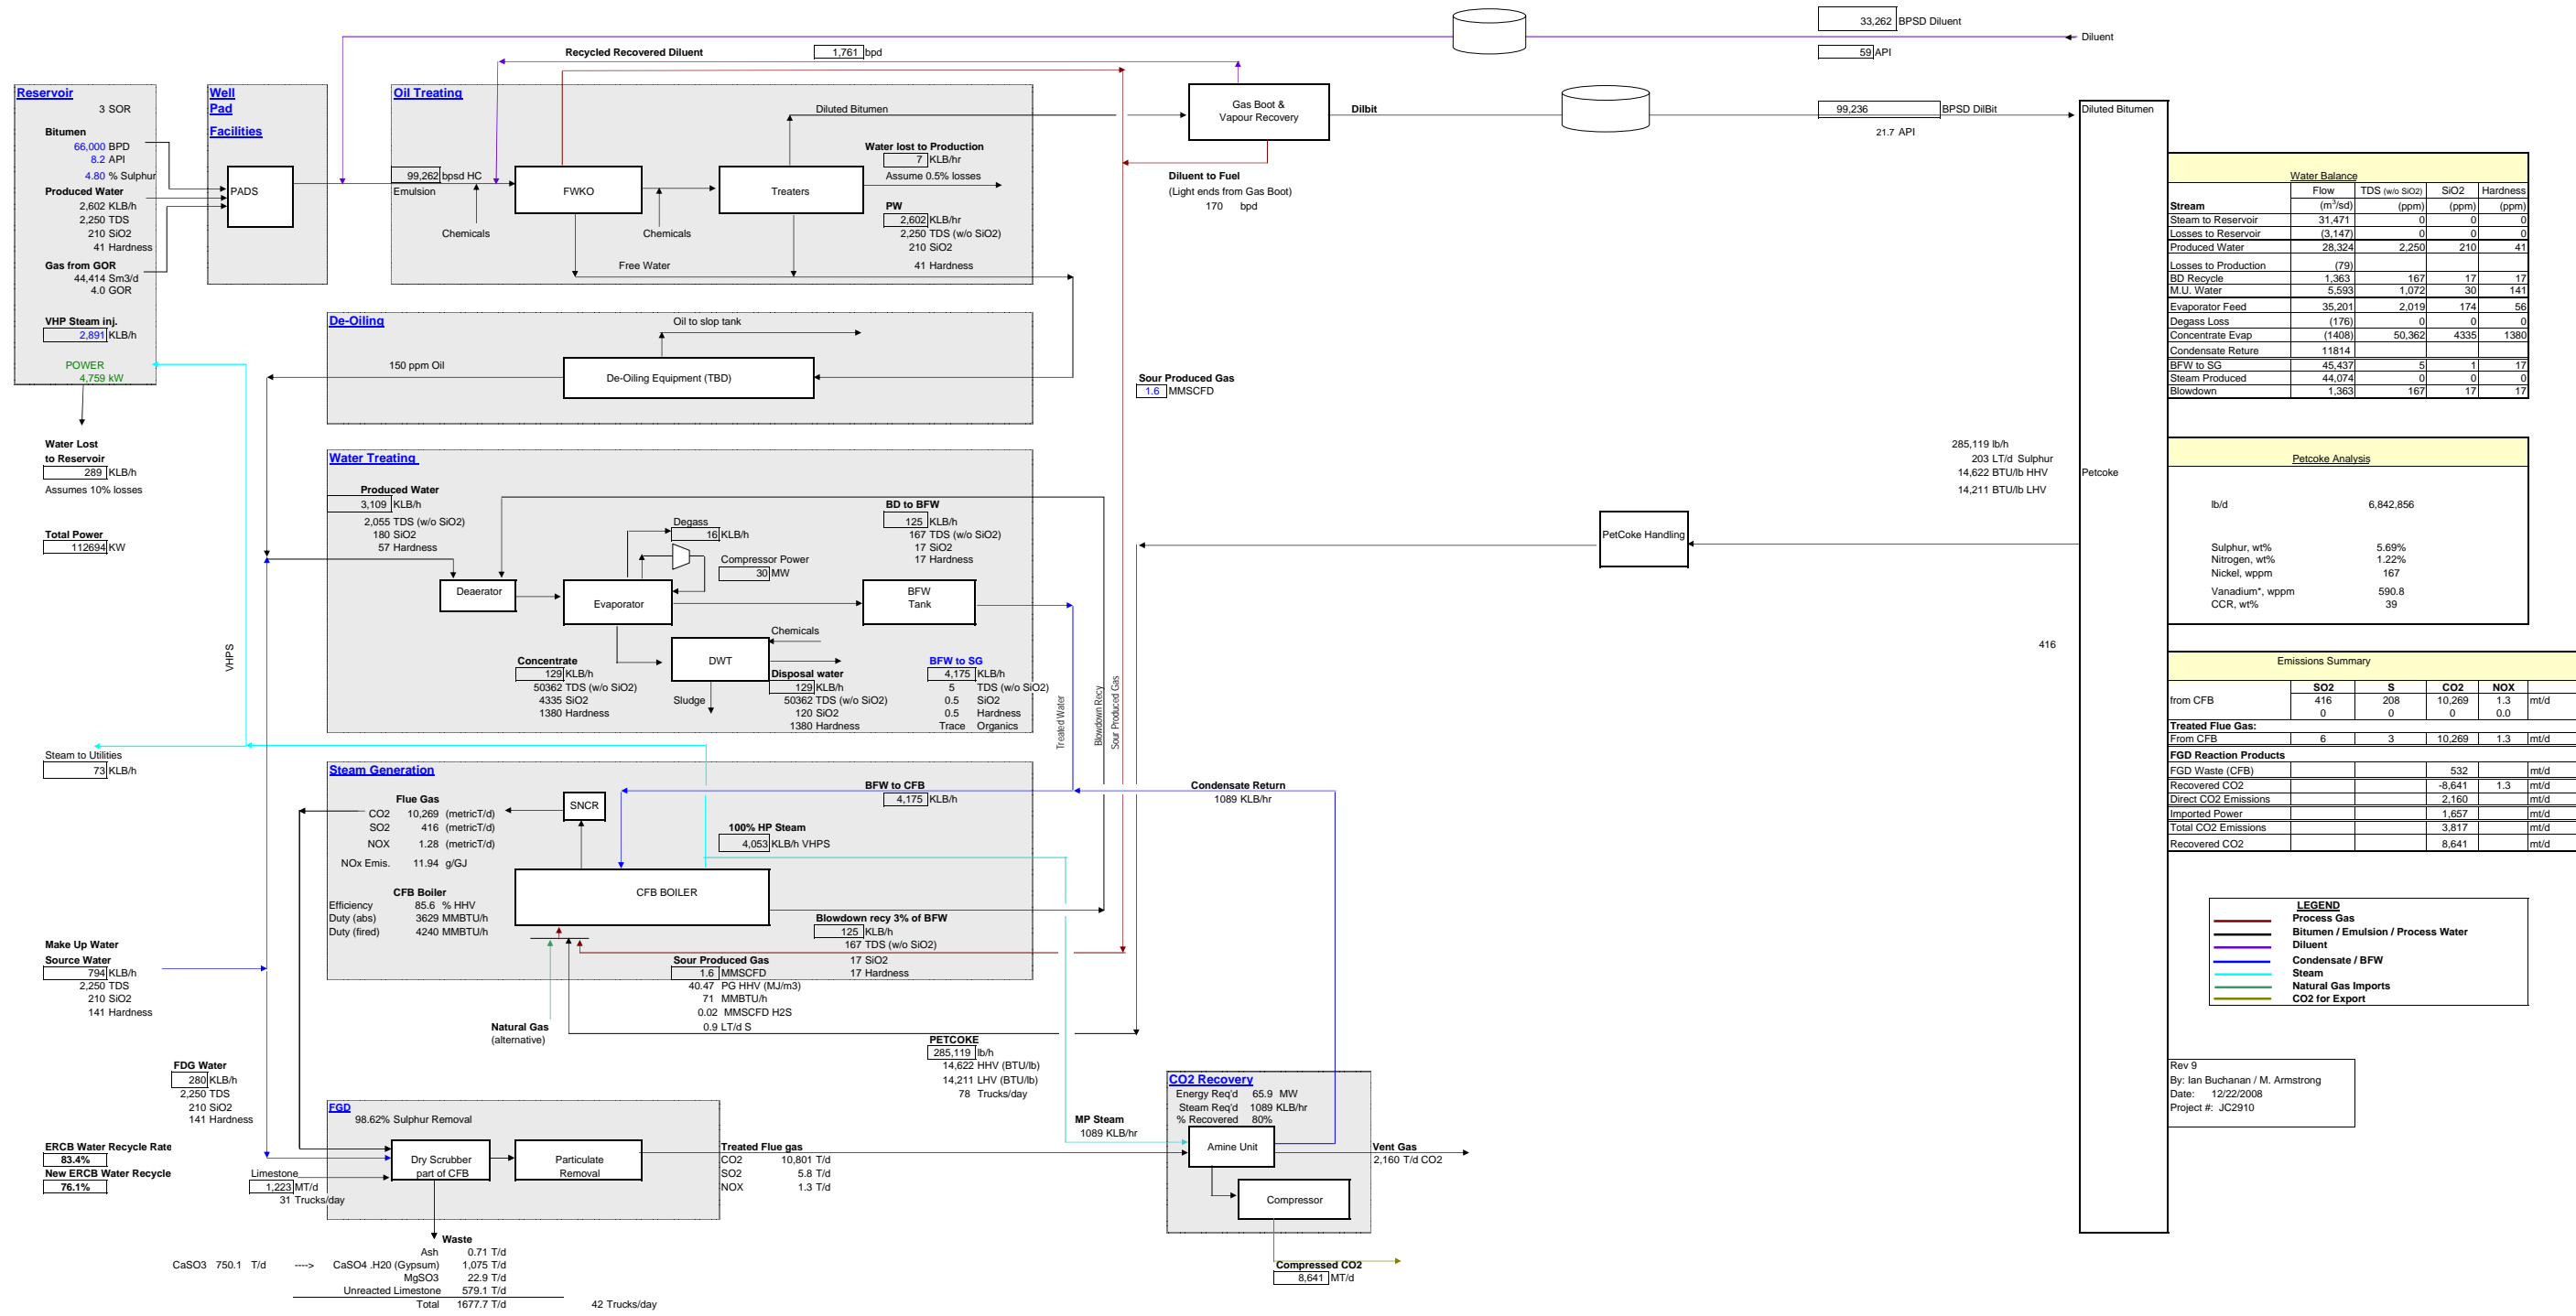 33,262 BPSD Diluent
Diluent
59 API
Recycled Recovered Diluent 1,761 bpd
Reservoir
3 SOR
Bitumen
66,000 BPD
8.2 API
4.80 % Sulphur
Produced Water
2,602 KLB/h
2,250 TDS
210 SiO2
41 Hardness
Gas from GOR
44,414 Sm3/d
4.0 GOR
VHP Steam inj.
2,891 KLB/h
POWER
4,759 kW
Water Lost
to Reservoir
289 KLB/h
Assumes 10% losses
Total Power
112694 KW
Well
Pad
Facilities
PADS
Oil Treating
99,262 bpsd HC
Emulsion
Chemicals
FWKO
Chemicals
Free Water
Diluted Bitumen
Treaters
Water lost to Production
7 KLB/hr
Assume 0.5% losses
PW
2,602 KLB/hr
2,250 TDS (w/o SiO2)
210 SiO2
41 Hardness
Gas Boot &
Vapour Recovery
Dilbit
99,236 BPSD DilBit
21.7 API
Diluted Bitumen
Diluent to Fuel
(Light ends from Gas Boot)
170 bpd
De-Oiling
Oil to slop tank
150 ppm Oil
De-Oiling Equipment (TBD)
Sour Produced Gas
1.6 MMSCFD
Water Treating
Produced Water
3,109 KLB/h
2,055 TDS (w/o SiO2)
180 SiO2
57 Hardness
Degass
16 KLB/h
Compressor Power
30 MW
BD to BFW
125 KLB/h
167 TDS (w/o SiO2)
17 SiO2
17 Hardness
Deaerator
Evaporator
BFW
Tank
DWT
Chemicals
Sludge
Concentrate
129 KLB/h
50362 TDS (w/o SiO2)
4335 SiO2
1380 Hardness
Disposal water
129 KLB/h
50362 TDS (w/o SiO2)
120 SiO2
1380 Hardness
BFW to SG
4,175 KLB/h
5 TDS (w/o SiO2)
0.5 SiO2
0.5 Hardness
Trace Organics
VHPS
Treated Water
Blowdown Recy
Sour Produced Gas
Steam to Utilities
73 KLB/h
Steam Generation
Flue Gas
CO2 10,269 (metricT/d)
SO2 416 (metricT/d)
NOX 1.28 (metricT/d)
NOx Emis. 11.94 g/GJ
SNCR
BFW to CFB
4,175 KLB/h
100% HP Steam
4,053 KLB/h VHPS
CFB Boiler
Efficiency 85.6 % HHV
Duty (abs) 3629 MMBTU/h
Duty (fired) 4240 MMBTU/h
CFB BOILER
Blowdown recy 3% of BFW
125 KLB/h
167 TDS (w/o SiO2)
17 SiO2
17 Hardness
Sour Produced Gas
1.6 MMSCFD
40.47 PG HHV (MJ/m3)
71 MMBTU/h
0.02 MMSCFD H2S
0.9 LT/d S
Natural Gas
(alternative)
Condensate Return
1089 KLB/hr
Make Up Water
Source Water
794 KLB/h
2,250 TDS
210 SiO2
141 Hardness
FDG Water
280 KLB/h
2,250 TDS
210 SiO2
141 Hardness
PETCOKE
285,119 lb/h
14,622 HHV (BTU/lb)
14,211 LHV (BTU/lb)
78 Trucks/day
ERCB Water Recycle Rate
83.4%
New ERCB Water Recycle
76.1%
Limestone
1,223 MT/d
31 Trucks/day
FGD
98.62% Sulphur Removal
Dry Scrubber
part of CFB
Particulate
Removal
Treated Flue gas
CO2 10,801 T/d
SO2 5.8 T/d
NOX 1.3 T/d
MP Steam
1089 KLB/hr
CO2 Recovery
Energy Req'd 65.9 MW
Steam Req'd 1089 KLB/hr
% Recovered 80%
Amine Unit
Compressor
Vent Gas
2,160 T/d CO2
Compressed CO2
8,641 MT/d
Waste
Ash 0.71 T/d
CaSO3 750.1 T/d ----> CaSO4 .H20 (Gypsum) 1,075 T/d
MgSO3 22.9 T/d
Unreacted Limestone 579.1 T/d
Total 1677.7 T/d 42 Trucks/day
285,119 lb/h
203 LT/d Sulphur
14,622 BTU/lb HHV
14,211 BTU/lb LHV
Petcoke
PetCoke Handling
416
Water Balance
Flow TDS (w/o SiO2) SiO2 Hardness
Stream (m3/sd) (ppm) (ppm) (ppm)
Steam to Reservoir 31,471 0 0 0
Losses to Reservoir (3,147) 0 0 0
Produced Water 28,324 2,250 210 41
Losses to Production (79)
BD Recycle 1,363 167 17 17
M.U. Water 5,593 1,072 30 141
Evaporator Feed 35,201 2,019 174 56
Degass Loss (176) 0 0 0
Concentrate Evap (1408) 50,362 4335 1380
Condensate Reture 11814
BFW to SG 45,437 5 1 17
Steam Produced 44,074 0 0 0
Blowdown 1,363 167 17 17
Petcoke Analysis
lb/d 6,842,856
Sulphur, wt% 5.69%
Nitrogen, wt% 1.22%
Nickel, wppm 167
Vanadium*, wppm 590.8
CCR, wt% 39
Emissions Summary
SO2 S CO2 NOX
from CFB 416 208 10,269 1.3 mt/d
0 0 0 0.0
Treated Flue Gas:
From CFB 6 3 10,269 1.3 mt/d
FGD Reaction Products
FGD Waste (CFB) 532 mt/d
Recovered CO2 -8,641 1.3 mt/d
Direct CO2 Emissions 2,160 mt/d
Imported Power 1,657 mt/d
Total CO2 Emissions 3,817 mt/d
Recovered CO2 8,641 mt/d
LEGEND
Process Gas
Bitumen / Emulsion / Process Water
Diluent
Condensate / BFW
Steam
Natural Gas Imports
CO2 for Export
Rev 9
By: Ian Buchanan / M. Armstrong
Date: 12/22/2008
Project #: JC2910